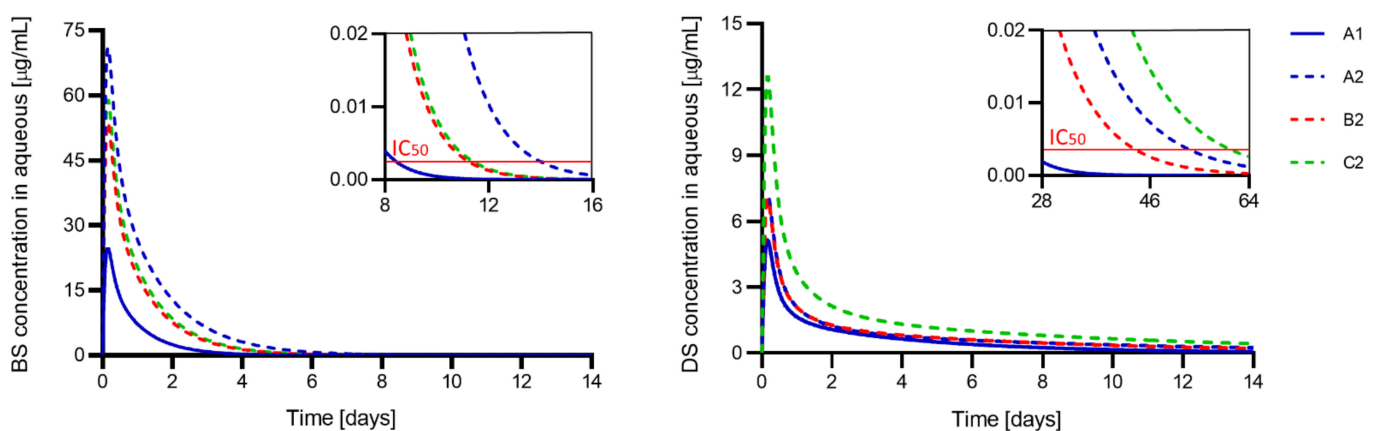 BS concentration in aqueous [μg/mL]
75
60
45
30
15
0
0 2 4 6 8 10 12 14
Time [days]
0.02
0.01
0.00
IC50
8 12 16
DS concentration in aqueous [μg/mL]
15
12
9
6
3
0
0 2 4 6 8 10 12 14
Time [days]
0.02
0.01
0.00
IC50
28 46 64
A1
A2
B2
C2